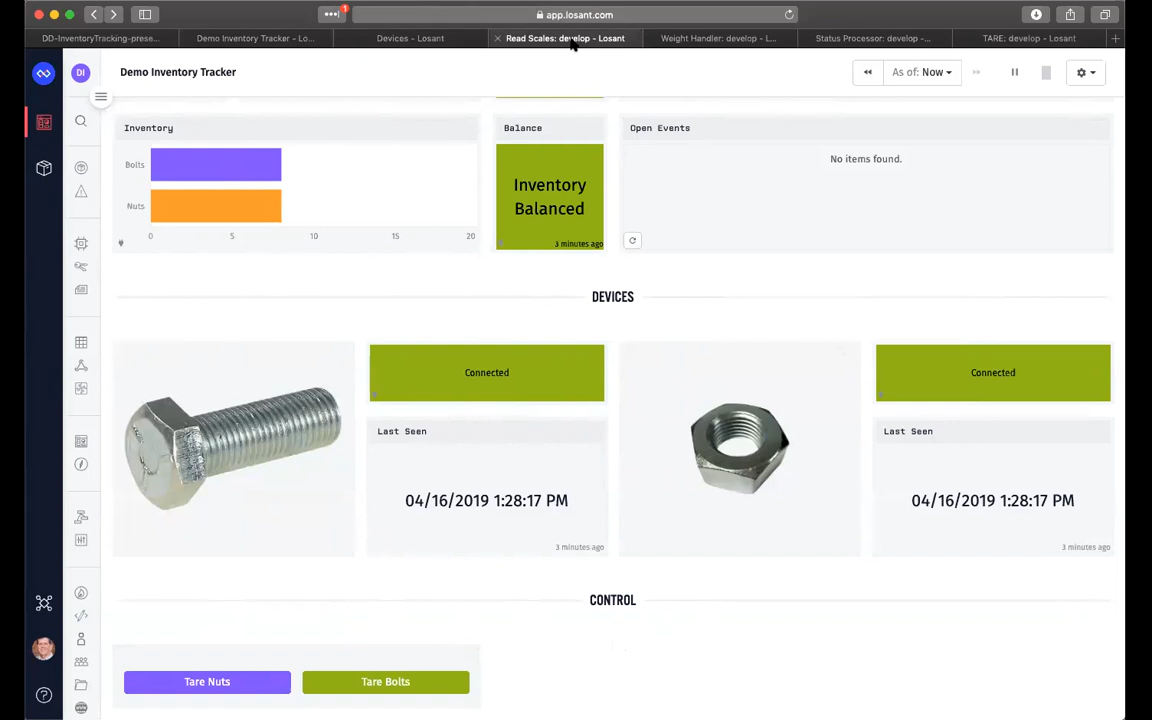 1
app.losant.com
DD-InventoryTracking-prese...
Demo Inventory Tracker - Lo...
Devices - Losant
Read Scales: develop - Losant
Weight Handler: develop - L...
Status Processor: develop -...
TARE: develop - Losant
DI
Demo Inventory Tracker
As of: Now
Inventory
Bolts
Nuts
0 5 10 15 20
Balance
Inventory
Balanced
3 minutes ago
Open Events
No items found.
DEVICES
Connected
Last Seen
04/16/2019 1:28:17 PM
3 minutes ago
Connected
Last Seen
04/16/2019 1:28:17 PM
3 minutes ago
CONTROL
Tare Nuts
Tare Bolts